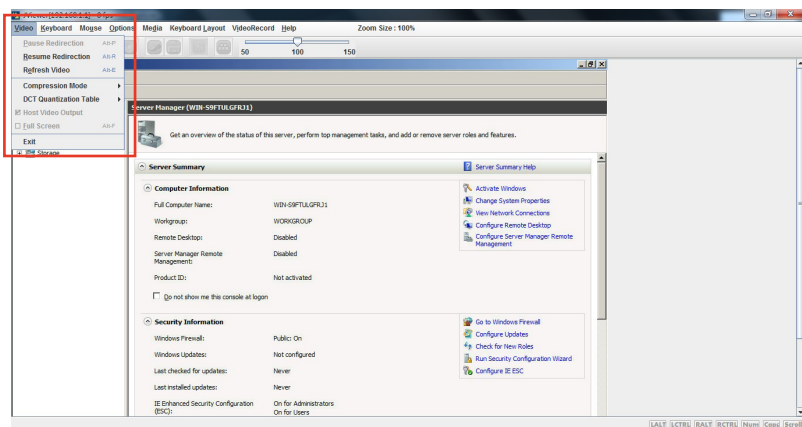 Video Keyboard Mouse Options Media Keyboard Layout VideoRecord Help Zoom Size : 100%
Pause Redirection Alt-P
Resume Redirection Alt-R
Refresh Video Alt-E
Compression Mode
DCT Quantization Table
Host Video Output
Full Screen Alt-F
Exit
50 100 150
Storage
Server Manager (WIN-S9FTULGFRJ1)
Get an overview of the status of this server, perform top management tasks, and add or remove server roles and features.
Server Summary
Server Summary Help
Computer Information
Full Computer Name: WIN-S9FTULGFRJ1
Workgroup: WORKGROUP
Remote Desktop: Disabled
Server Manager Remote
Management: Disabled
Product ID: Not activated
Do not show me this console at logon
Activate Windows
Change System Properties
View Network Connections
Configure Remote Desktop
Configure Server Manager Remote
Management
Security Information
Windows Firewall: Public: On
Windows Updates: Not configured
Last checked for updates: Never
Last installed updates: Never
IE Enhanced Security Configuration
(ESC): On for Administrators
On for Users
Go to Windows Firewall
Configure Updates
Check for New Roles
Run Security Configuration Wizard
Configure IE ESC
LALT LCTRL RALT RCTRL Num Caps Scroll